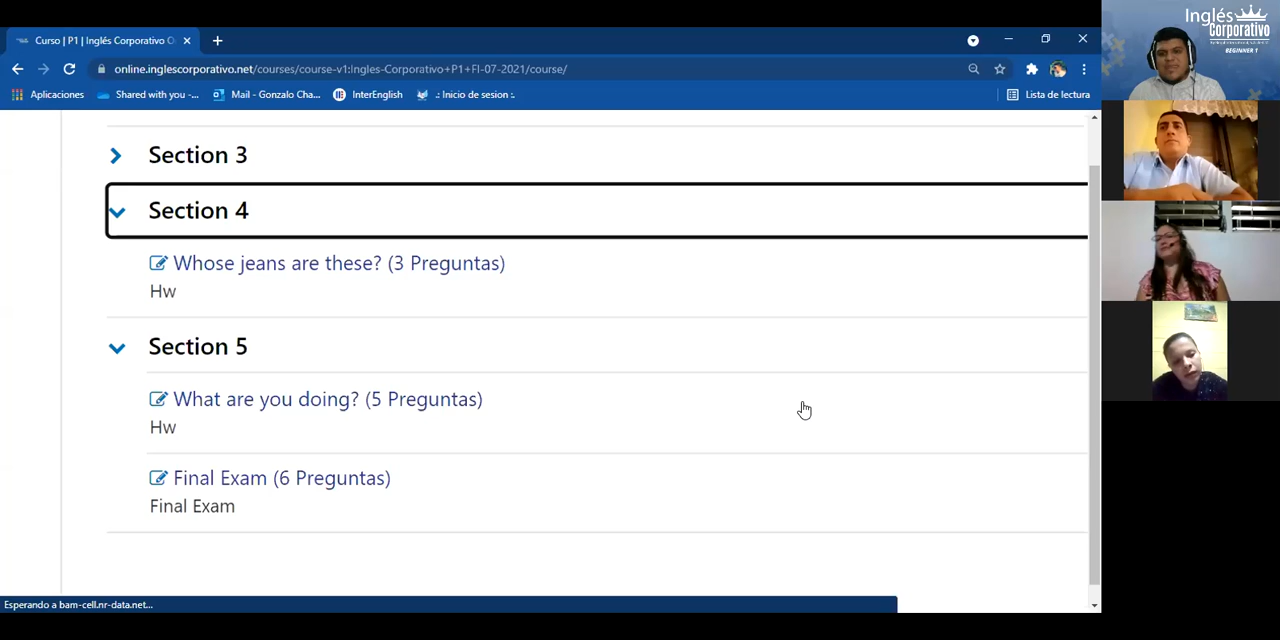 Curso | P1 | Inglés Corporativo O
online.inglescorporativo.net/courses/course-v1:Ingles-Corporativo+P1+FI-07-2021/course/
Aplicaciones
Shared with you -...
Mail - Gonzalo Cha...
InterEnglish
.: Inicio de sesion :.
Lista de lectura
Section 3
Section 4
Whose jeans are these? (3 Preguntas)
Hw
Section 5
What are you doing? (5 Preguntas)
Hw
Final Exam (6 Preguntas)
Final Exam
Esperando a bam-cell.nr-data.net...
Inglés
Corporativo
BEGINNER 1